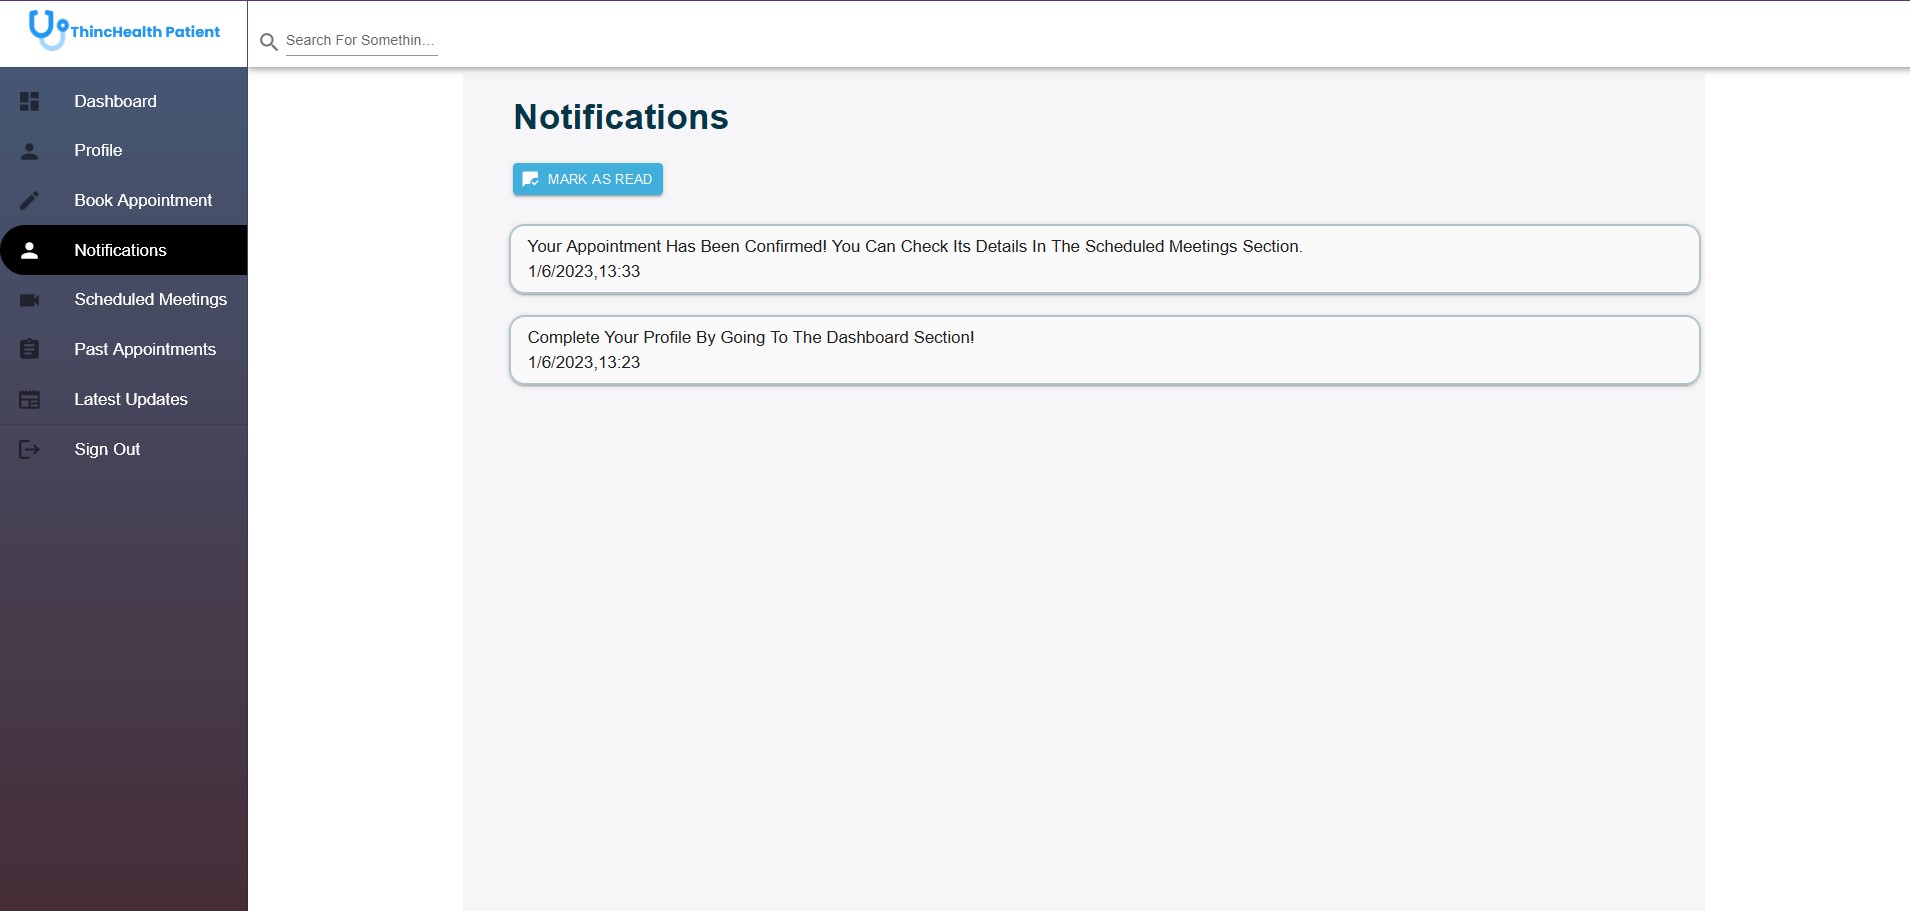 ThincHealth Patient
Search For Somethin...
Dashboard
Profile
Book Appointment
Notifications
Scheduled Meetings
Past Appointments
Latest Updates
Sign Out
Notifications
MARK AS READ
Your Appointment Has Been Confirmed! You Can Check Its Details In The Scheduled Meetings Section.
1/6/2023,13:33
Complete Your Profile By Going To The Dashboard Section!
1/6/2023,13:23